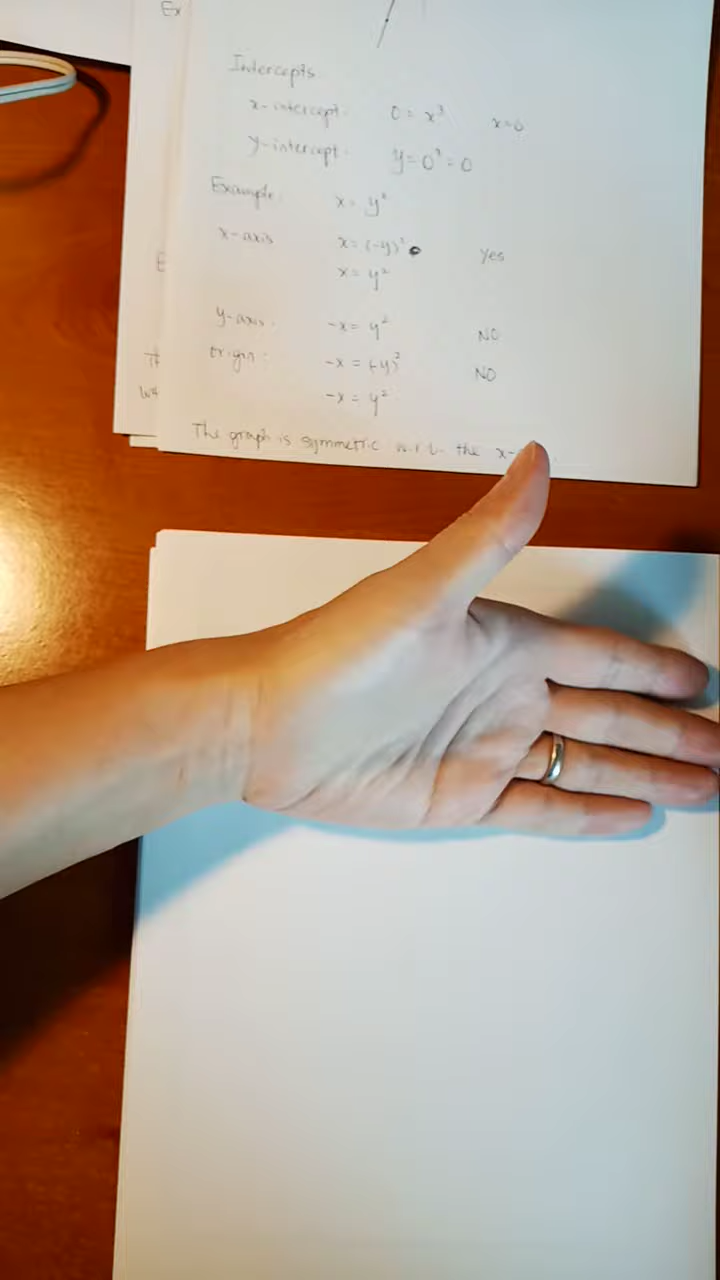 Ex
Intercepts
x-intercept: 0 = x³ x=0
y-intercept: y = 0³ = 0
Example: x = y²
x-axis x = (-y)² Yes
x = y²
E
y-axis: -x = y² NO
origin: -x = (-y)² NO
-x = y²
The graph is symmetric w.r.t. the x-